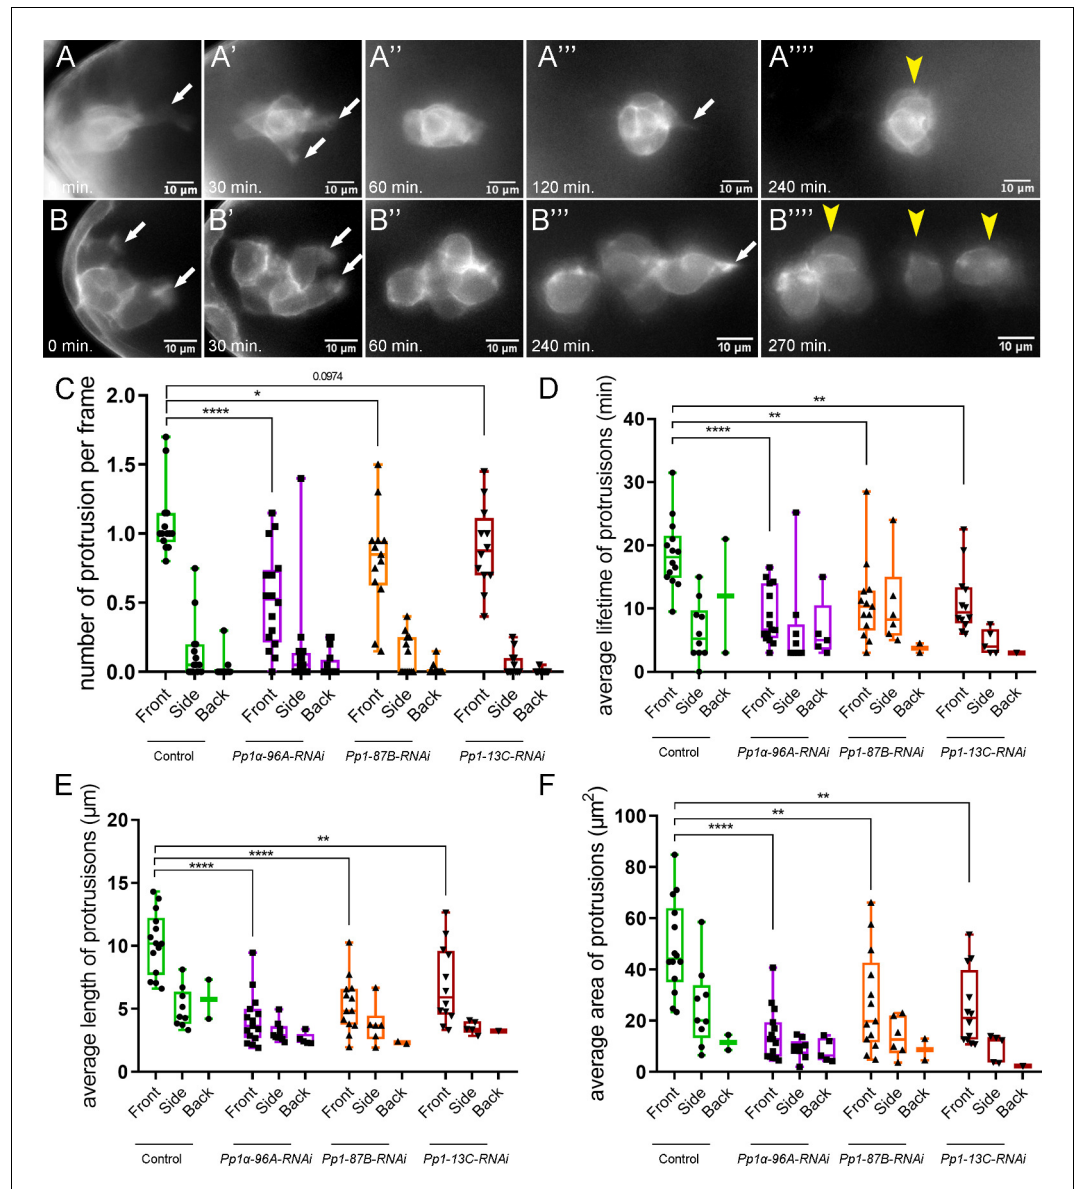 A A’ A’’ A’’’ A’’’’
0 min. 10 µm 30 min. 10 µm 60 min. 10 µm 120 min. 10 µm 240 min. 10 µm
B B’ B’’ B’’’ B’’’’
0 min. 10 µm 30 min. 10 µm 60 min. 10 µm 240 min. 10 µm 270 min. 10 µm
C
number of protrusion per frame
2.0
1.5
1.0
0.5
0.0
0.0974
*
****
Front Side Back Front Side Back Front Side Back Front Side Back
Control Pp1α-96A-RNAi Pp1-87B-RNAi Pp1-13C-RNAi
D
average lifetime of protrusisons (min)
40
30
20
10
0
**
**
****
Front Side Back Front Side Back Front Side Back Front Side Back
Control Pp1α-96A-RNAi Pp1-87B-RNAi Pp1-13C-RNAi
E
average length of protrusisons (µm)
20
15
10
5
0
**
****
****
Front Side Back Front Side Back Front Side Back Front Side Back
Control Pp1α-96A-RNAi Pp1-87B-RNAi Pp1-13C-RNAi
F
average area of protrusions (µm2)
100
80
60
40
20
0
**
**
****
Front Side Back Front Side Back Front Side Back Front Side Back
Control Pp1α-96A-RNAi Pp1-87B-RNAi Pp1-13C-RNAi